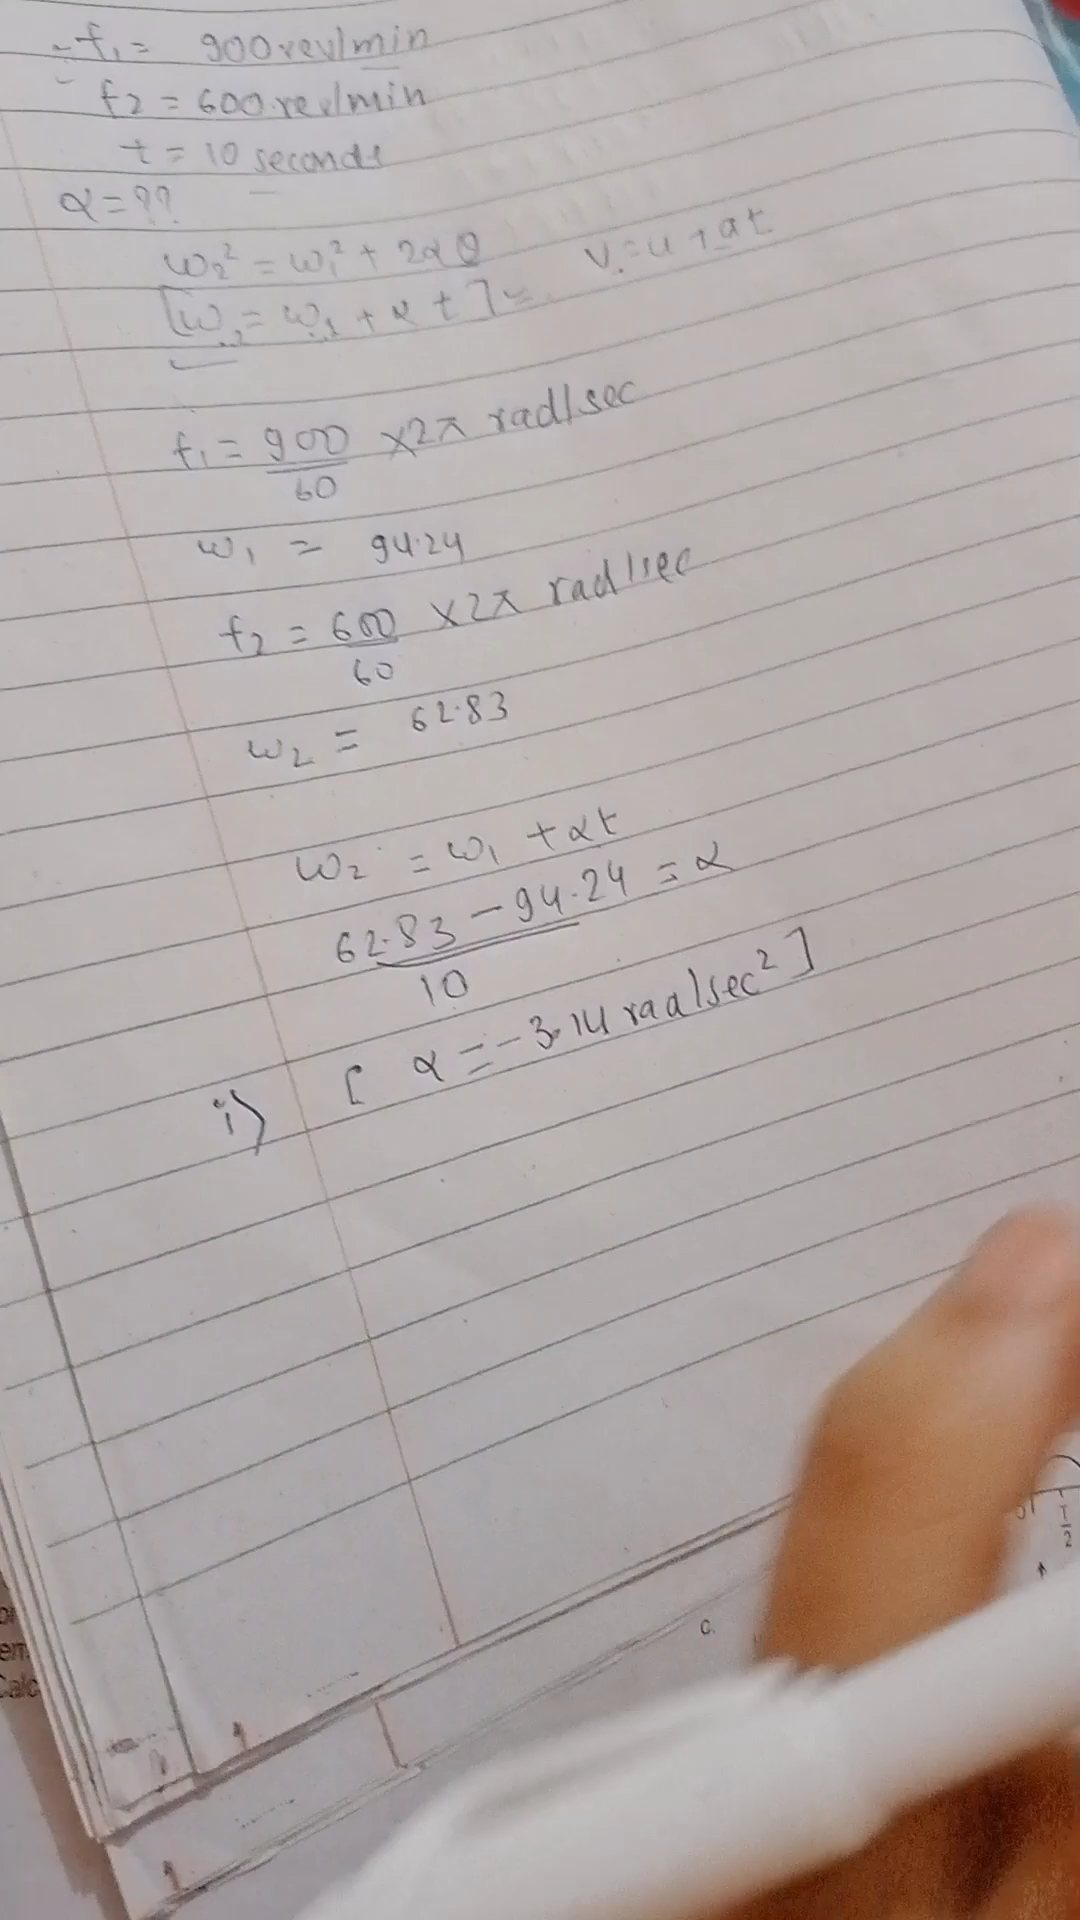 f₁ = 900 rev/min
f2 = 600 rev/min
t = 10 seconds
α = ??
ω₂² = ω₁² + 2αθ v = u + at
[ω₂ = ω₁ + α t]
f₁ = 900/60 ×2π rad/sec
ω₁ = 94.24
f₂ = 600/60 ×2π rad/sec
ω₂ = 62.83
ω₂ = ω₁ + αt
62.83 - 94.24 / 10 = α
i) [ α = -3.14 rad/sec² ]
T/2
C.